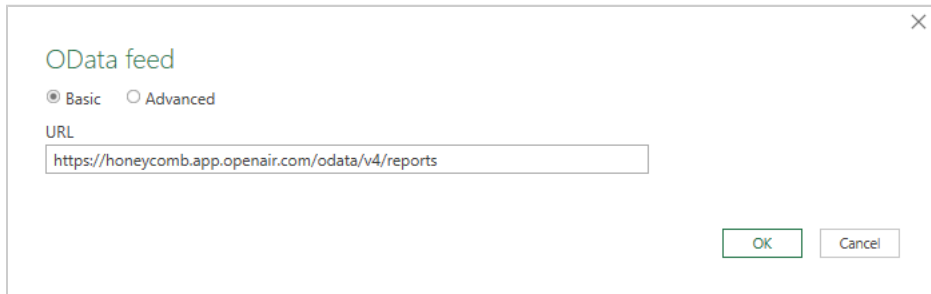 OData feed
Basic Advanced
URL
https://honeycomb.app.openair.com/odata/v4/reports
OK Cancel